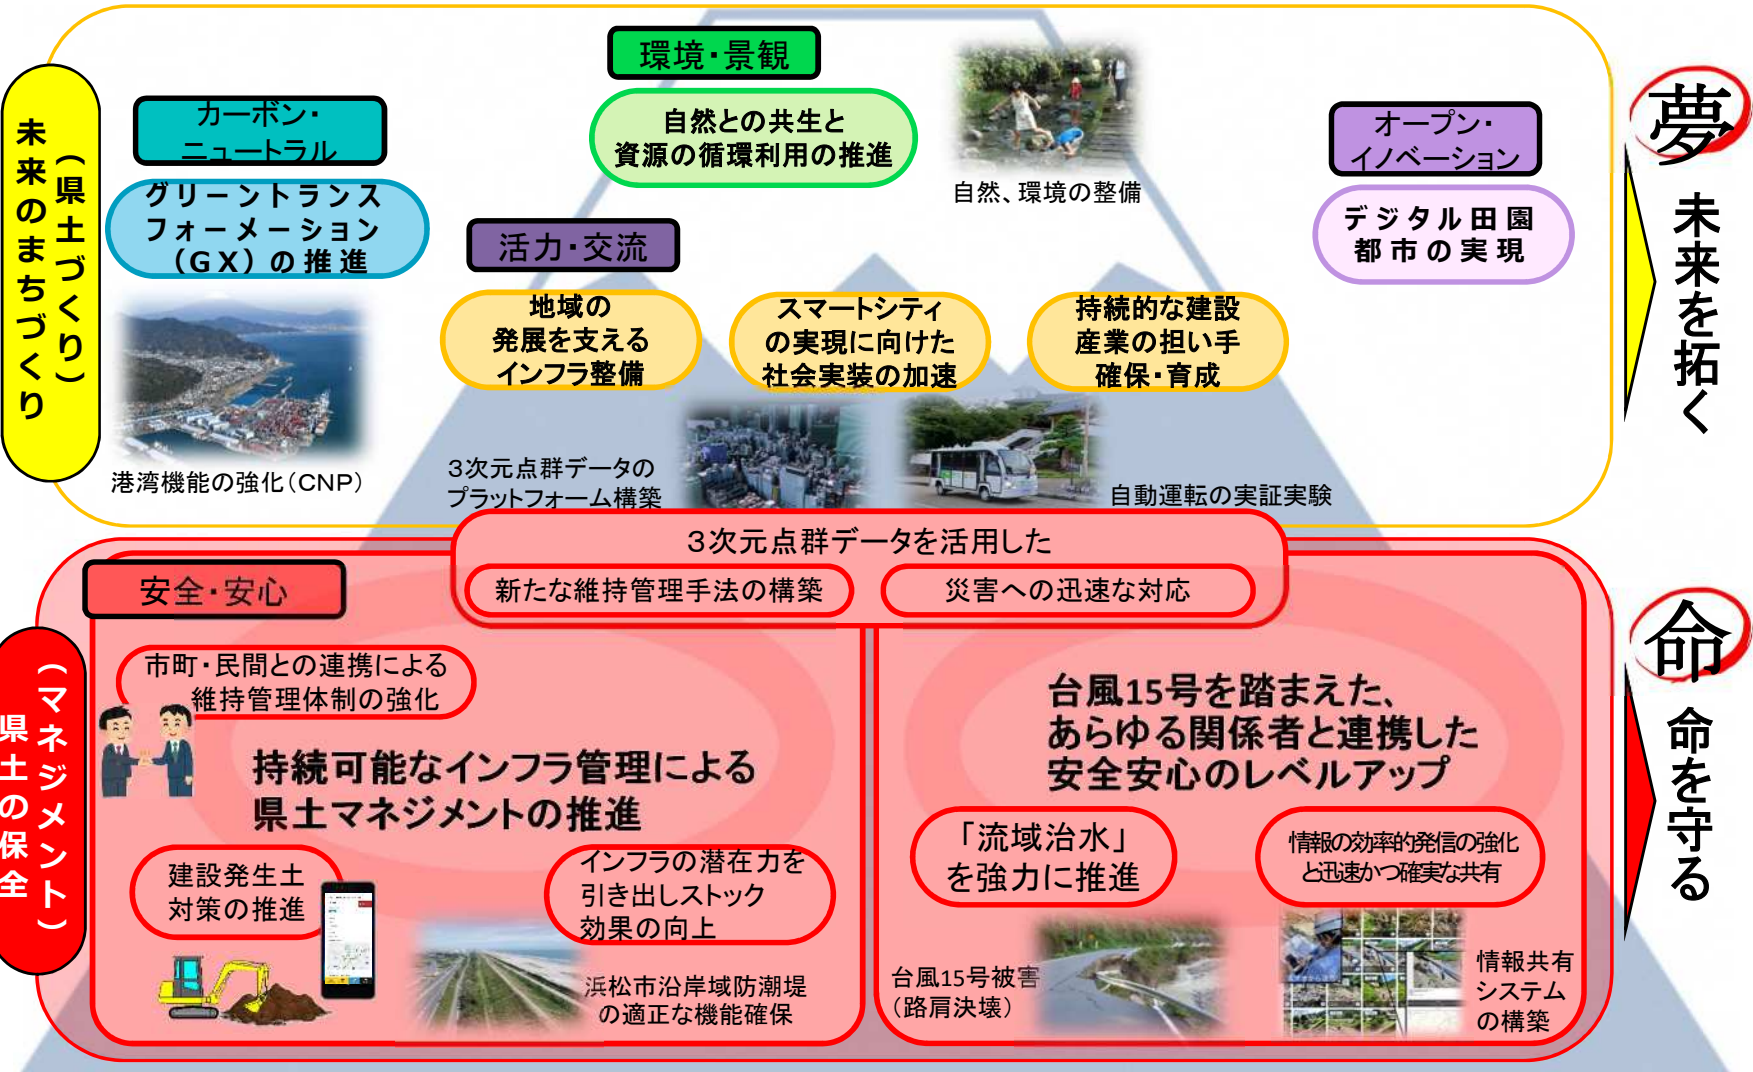 環境・景観
自然との共生と
資源の循環利用の推進
自然、環境の整備
カーボン・
ニュートラル
グリーントランス
フォーメーション
（ＧＸ）の推進
港湾機能の強化（CNP）
オープン・
イノベーション
デジタル田園
都市の実現
活力・交流
地域の
発展を支える
インフラ整備
スマートシティ
の実現に向けた
社会実装の加速
持続的な建設
産業の担い手
確保・育成
３次元点群データの
プラットフォーム構築
自動運転の実証実験
未来のまちづくり
（県土づくり）
夢
未来を拓く
３次元点群データを活用した
新たな維持管理手法の構築
災害への迅速な対応
安全・安心
市町・民間との連携による
維持管理体制の強化
持続可能なインフラ管理による
県土マネジメントの推進
建設発生土
対策の推進
インフラの潜在力を
引き出しストック
効果の向上
浜松市沿岸域防潮堤
の適正な機能確保
台風15号を踏まえた、
あらゆる関係者と連携した
安全安心のレベルアップ
「流域治水」
を強力に推進
情報の効率的発信の強化
と迅速かつ確実な共有
台風15号被害
（路肩決壊）
情報共有
システム
の構築
県土の保全
（マネジメント）
命
命を守る